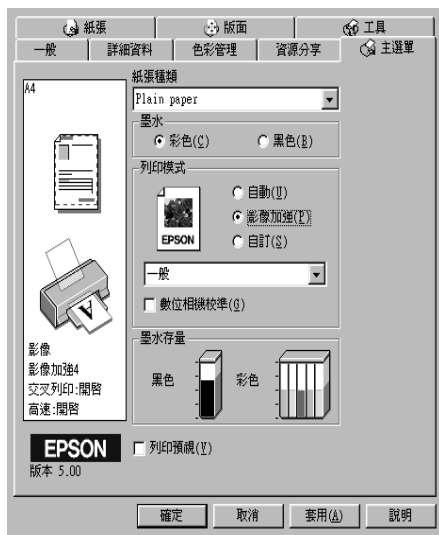 紙張 版面 工具
一般 詳細資料 色彩管理 資源分享 主選單
A4
紙張種類
Plain paper
墨水
彩色(C) 黑色(B)
列印模式
自動(U)
影像加強(P)
EPSON
自訂(S)
一般
數位相機校準(G)
影像
影像加強4
交叉列印:開啓
高速:開啓
墨水存量
黑色 彩色
EPSON
版本 5.00
列印預視(V)
確定 取消 套用(A) 說明